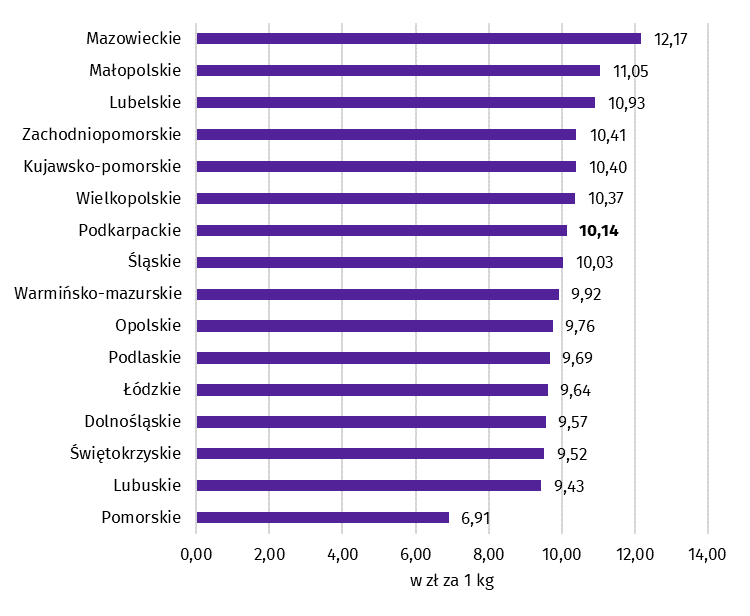 Mazowieckie 12,17
Małopolskie 11,05
Lubelskie 10,93
Zachodniopomorskie 10,41
Kujawsko-pomorskie 10,40
Wielkopolskie 10,37
Podkarpackie 10,14
Śląskie 10,03
Warmińsko-mazurskie 9,92
Opolskie 9,76
Podlaskie 9,69
Łódzkie 9,64
Dolnośląskie 9,57
Świętokrzyskie 9,52
Lubuskie 9,43
Pomorskie 6,91
0,00 2,00 4,00 6,00 8,00 10,00 12,00 14,00
w zł za 1 kg